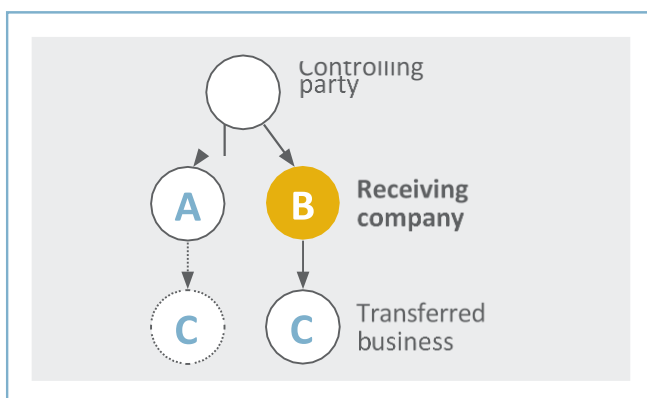 Controlling
party
A
B
Receiving
company
C
C
Transferred
business